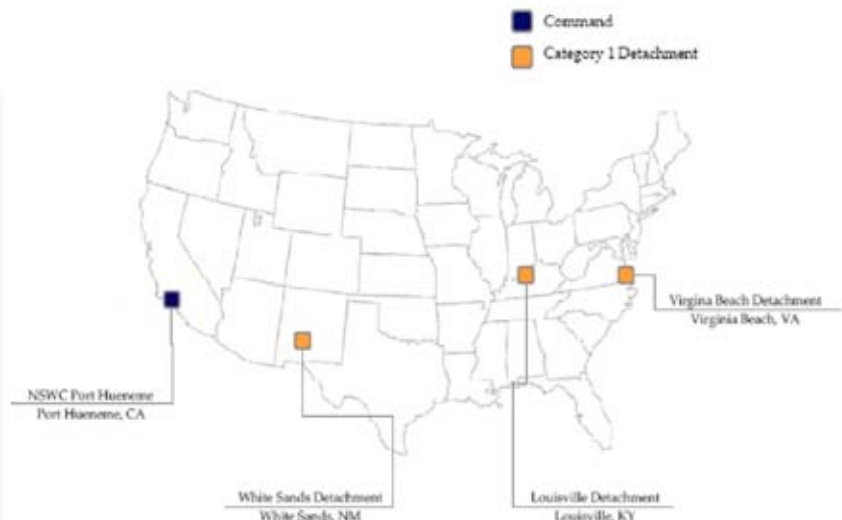 Command
Category 1 Detachment
Virgina Beach Detachment
Virginia Beach, VA
NSWC Port Hueneme
Port Hueneme, CA
White Sands Detachment
White Sands, NM
Louisville Detachment
Louisville, KY